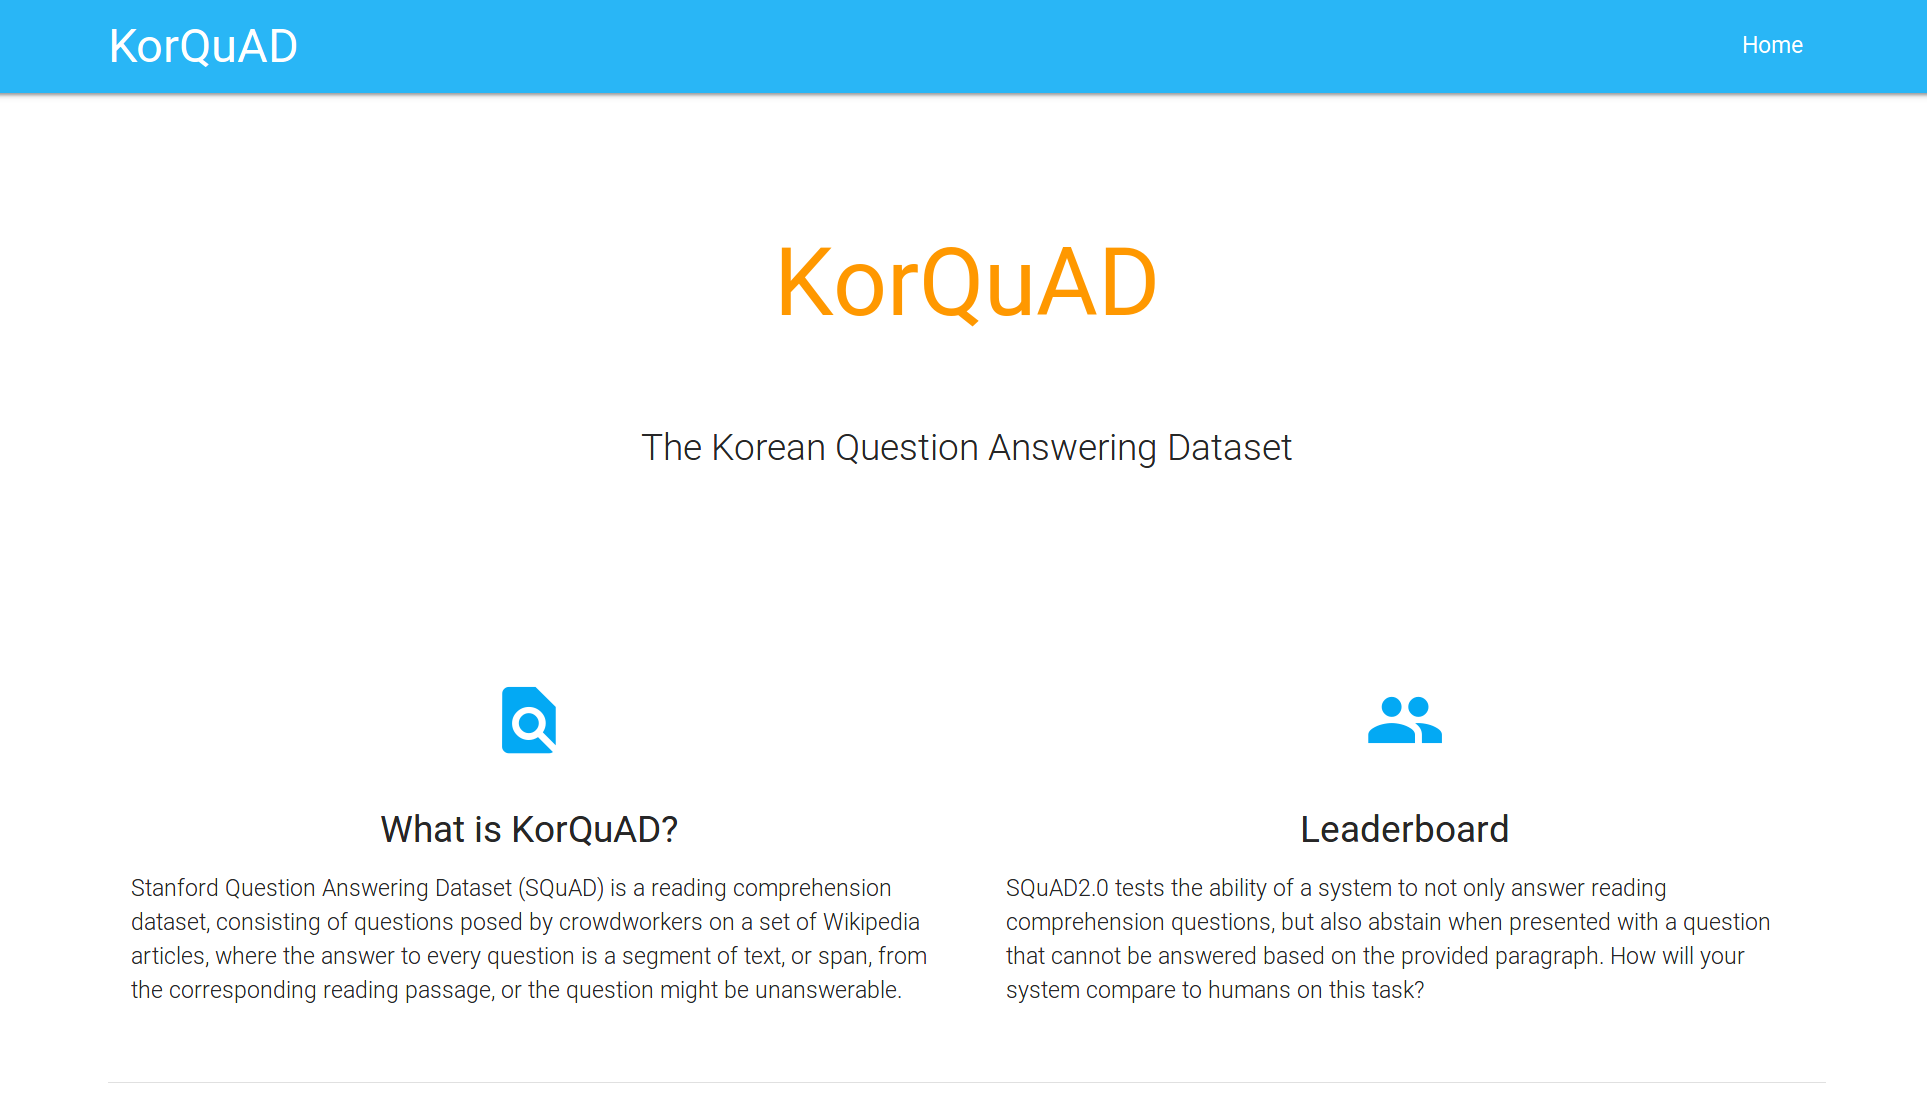 KorQuAD
Home
KorQuAD
The Korean Question Answering Dataset
What is KorQuAD?
Stanford Question Answering Dataset (SQuAD) is a reading comprehension
dataset, consisting of questions posed by crowdworkers on a set of Wikipedia
articles, where the answer to every question is a segment of text, or span, from
the corresponding reading passage, or the question might be unanswerable.
Leaderboard
SQuAD2.0 tests the ability of a system to not only answer reading
comprehension questions, but also abstain when presented with a question
that cannot be answered based on the provided paragraph. How will your
system compare to humans on this task?